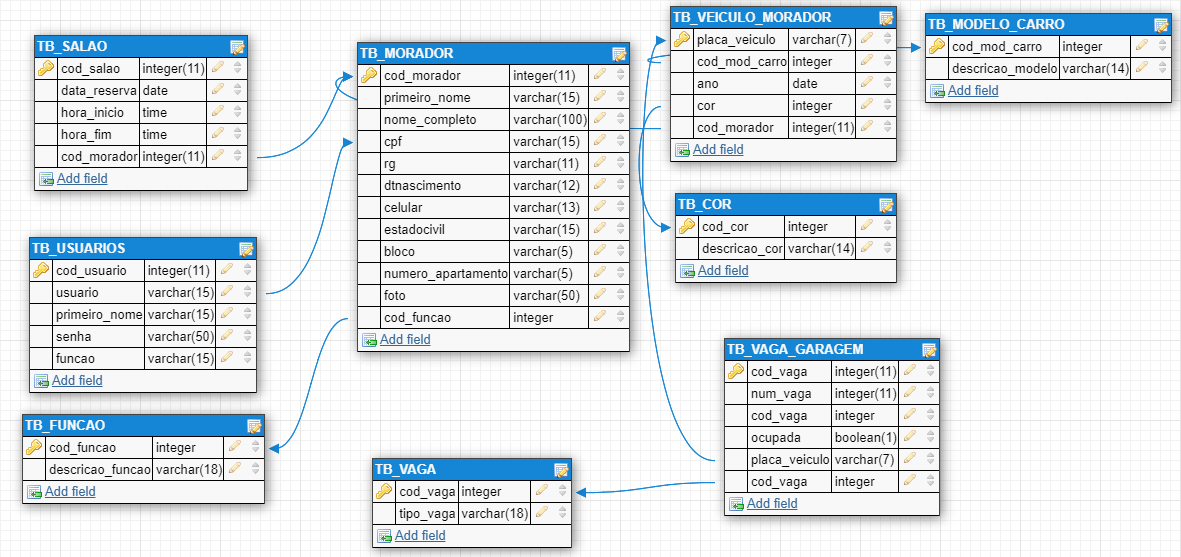 TB_SALAO
cod_salao integer(11)
data_reserva date
hora_inicio time
hora_fim time
cod_morador integer(11)
Add field
TB_USUARIOS
cod_usuario integer(11)
usuario varchar(15)
primeiro_nome varchar(15)
senha varchar(50)
funcao varchar(15)
Add field
TB_FUNCAO
cod_funcao integer
descricao_funcao varchar(18)
Add field
TB_MORADOR
cod_morador integer(11)
primeiro_nome varchar(15)
nome_completo varchar(100)
cpf varchar(15)
rg varchar(11)
dtnascimento varchar(12)
celular varchar(13)
estadocivil varchar(15)
bloco varchar(5)
numero_apartamento varchar(5)
foto varchar(50)
cod_funcao integer
Add field
TB_VAGA
cod_vaga integer
tipo_vaga varchar(18)
Add field
TB_VEICULO_MORADOR
placa_veiculo varchar(7)
cod_mod_carro integer
ano date
cor integer
cod_morador integer(11)
Add field
TB_COR
cod_cor integer
descricao_cor varchar(14)
Add field
TB_VAGA_GARAGEM
cod_vaga integer(11)
num_vaga integer(11)
cod_vaga integer
ocupada boolean(1)
placa_veiculo varchar(7)
cod_vaga integer
Add field
TB_MODELO_CARRO
cod_mod_carro integer
descricao_modelo varchar(14)
Add field